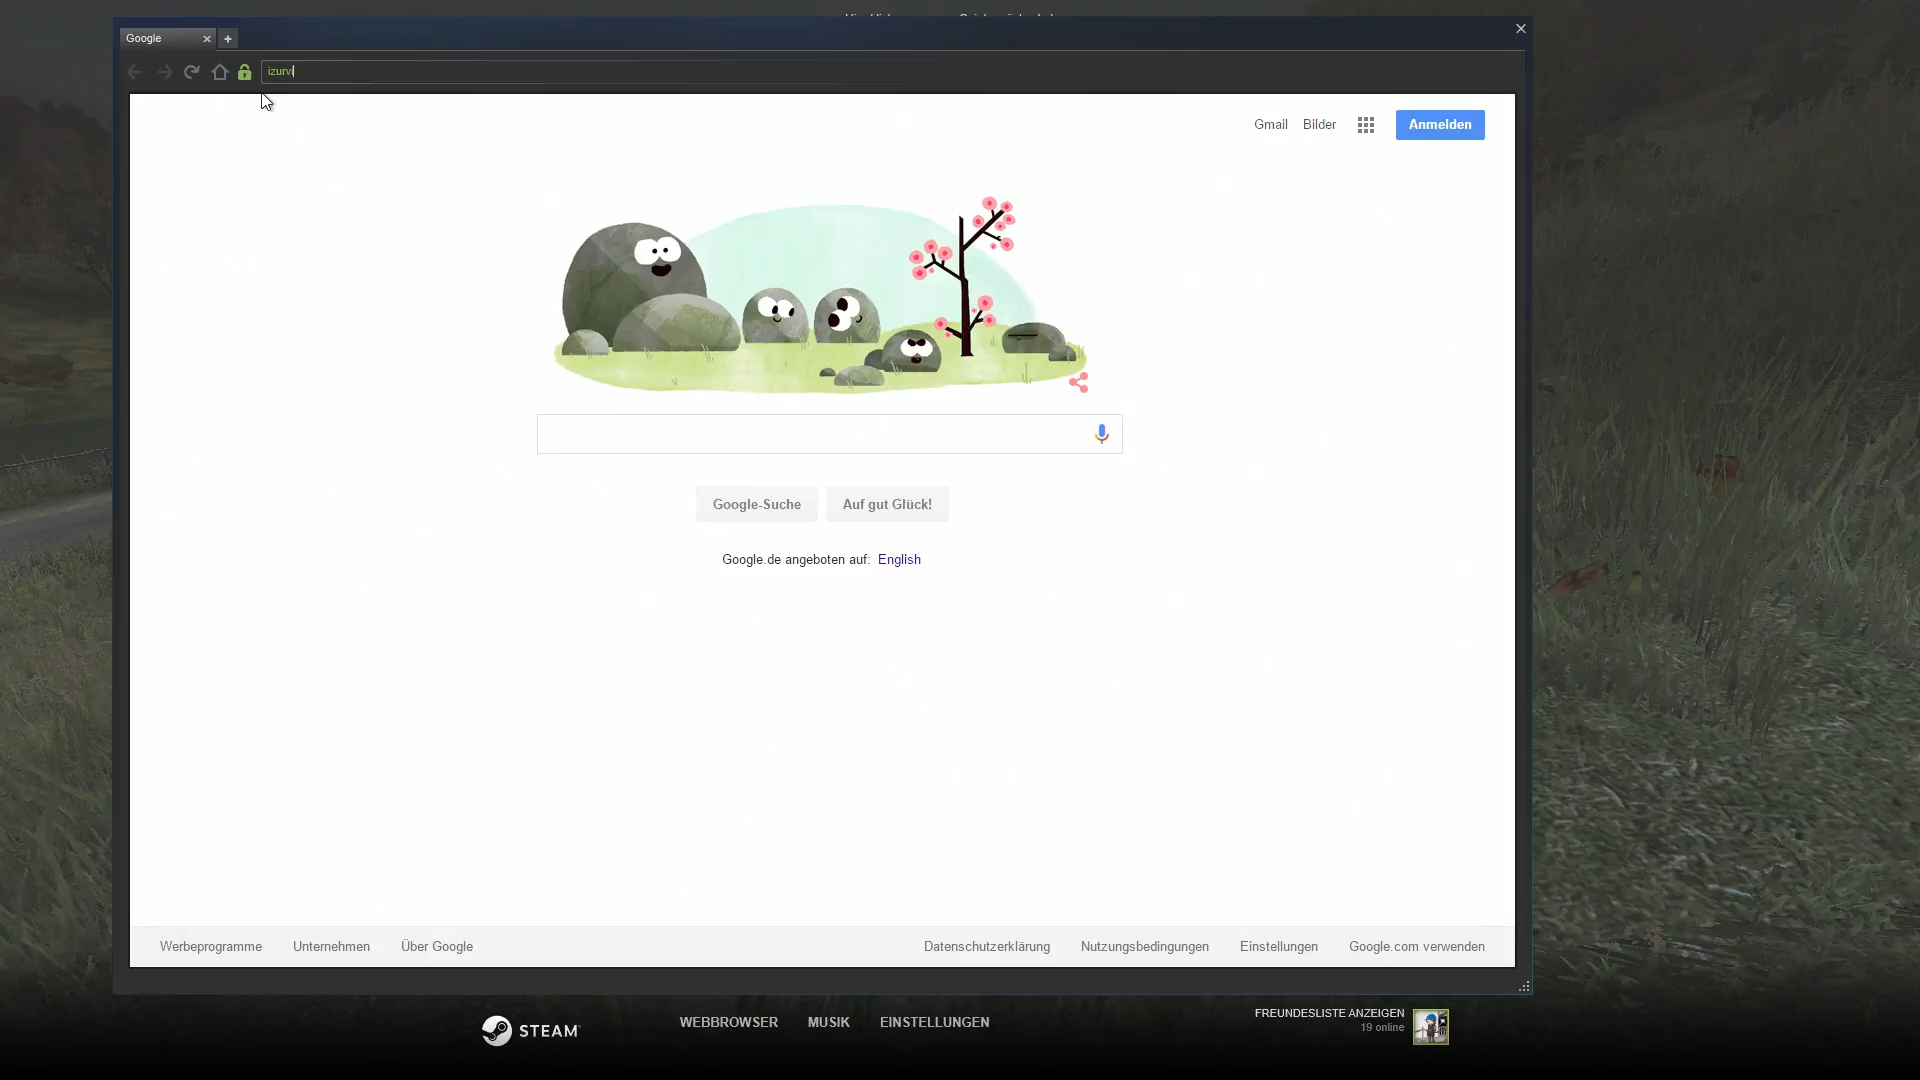 Google
izurvi
Gmail Bilder Anmelden
Google-Suche Auf gut Glück!
Google.de angeboten auf: English
Werbeprogramme Unternehmen Über Google Datenschutzerklärung Nutzungsbedingungen Einstellungen Google.com verwenden
STEAM WEBBROWSER MUSIK EINSTELLUNGEN FREUNDESLISTE ANZEIGEN
19 online